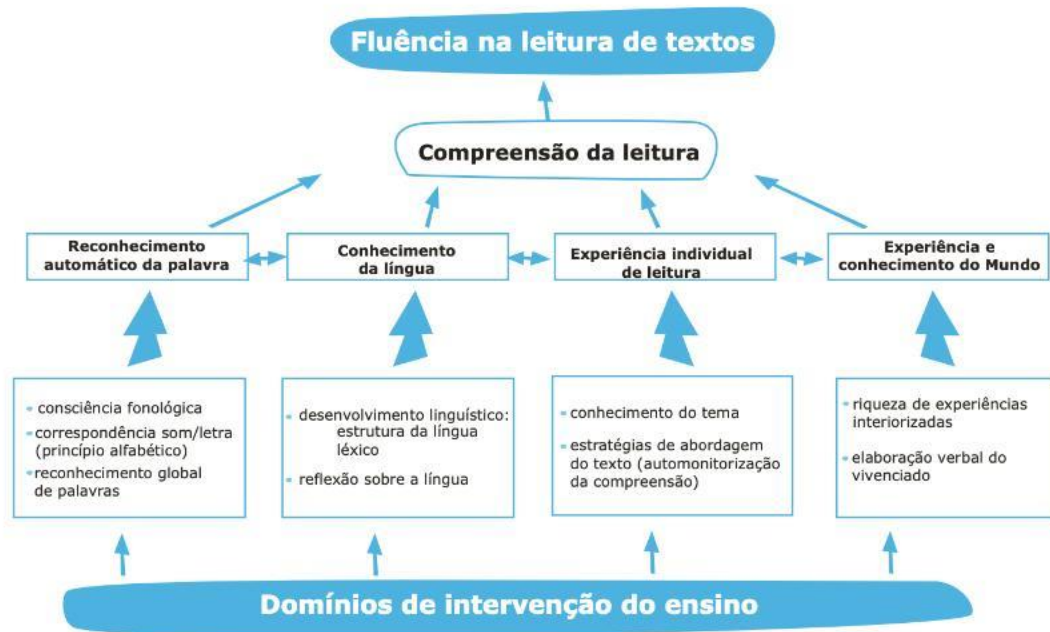 Fluência na leitura de textos
Compreensão da leitura
Reconhecimento
automático da palavra
Conhecimento
da língua
Experiência individual
de leitura
Experiência e
conhecimento do Mundo
consciência fonológica
correspondência som/letra
(princípio alfabético)
reconhecimento global
de palavras
desenvolvimento linguístico:
estrutura da língua
léxico
reflexão sobre a língua
conhecimento do tema
estratégias de abordagem
do texto (automonitorização
da compreensão)
riqueza de experiências
interiorizadas
elaboração verbal do
vivenciado
Domínios de intervenção do ensino